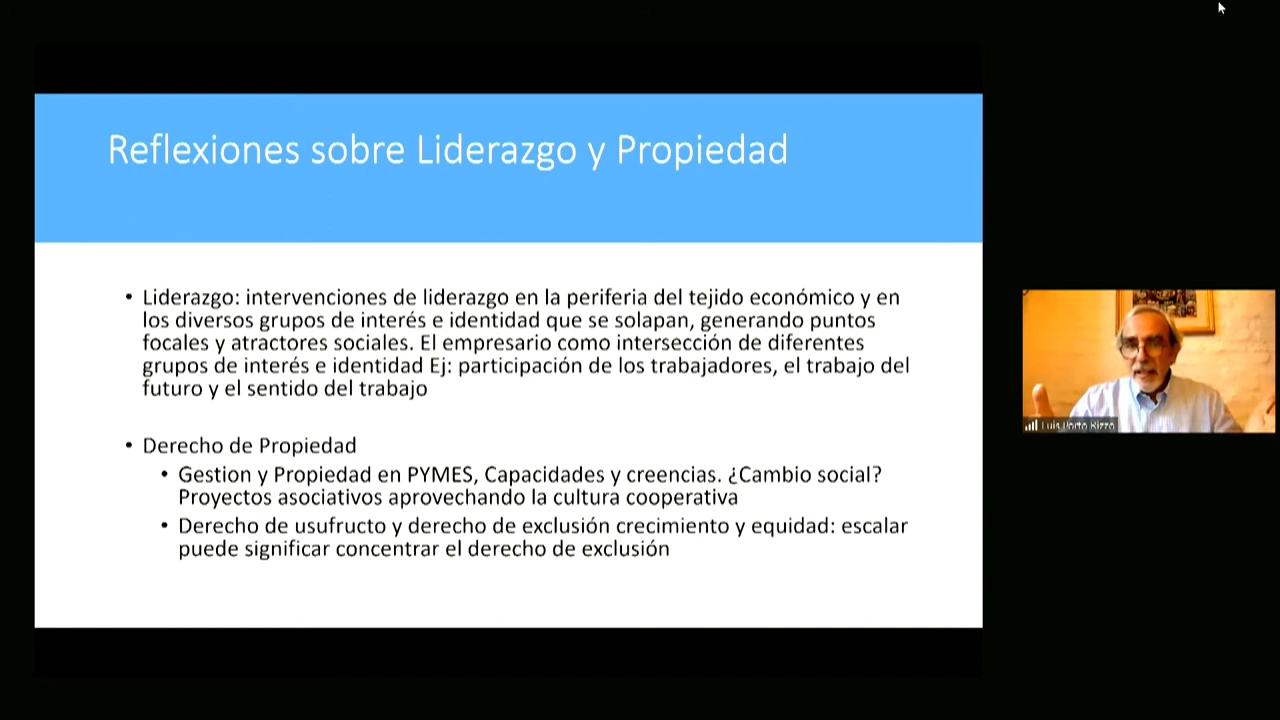 Reflexiones sobre Liderazgo y Propiedad
• Liderazgo: intervenciones de liderazgo en la periferia del tejido económico y en
los diversos grupos de interés e identidad que se solapan, generando puntos
focales y atractores sociales. El empresario como intersección de diferentes
grupos de interés e identidad Ej: participación de los trabajadores, el trabajo del
futuro y el sentido del trabajo
• Derecho de Propiedad
• Gestion y Propiedad en PYMES, Capacidades y creencias. ¿Cambio social?
Proyectos asociativos aprovechando la cultura cooperativa
• Derecho de usufructo y derecho de exclusión crecimiento y equidad: escalar
puede significar concentrar el derecho de exclusión
Luis Porto Rizzo